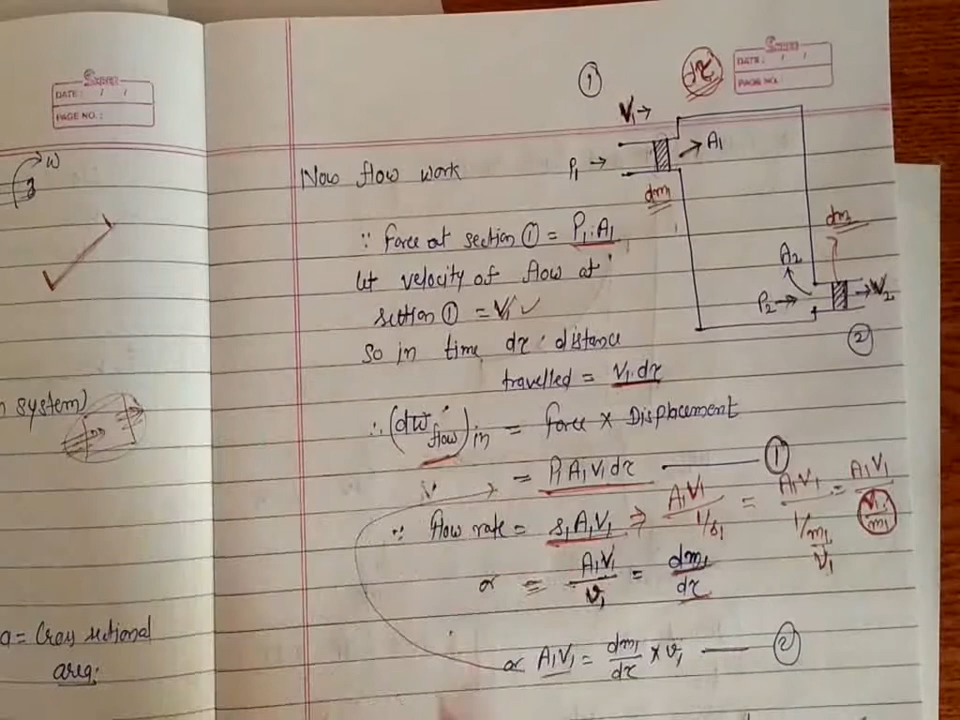 DATE: / /
PAGE NO.:
ω
n system)
a = Cross sectional
area.
①
dτ
DATE: / /
PAGE NO.
V₁→
A₁
P₁ →
dm₁
dm₂
A₂
P₂ →
→V₂
②
Now flow work
∵ force at section ① = P₁.A₁
let velocity of flow at
section ① = V₁ ✓
So in time dτ distance
travelled = V₁.dτ
∴ (dw flow) in = force × Displacement
= P₁A₁V₁dτ —— ①
∵ flow rate = ρ₁A₁V₁ ⇒ A₁V₁ / 1/ρ₁ = A₁V₁ / 1/m₁/v₁ = A₁V₁ / v₁/m₁
or = A₁V₁/v₁ = dm₁/dτ
or A₁V₁ = dm₁/dτ × v₁ —— ②